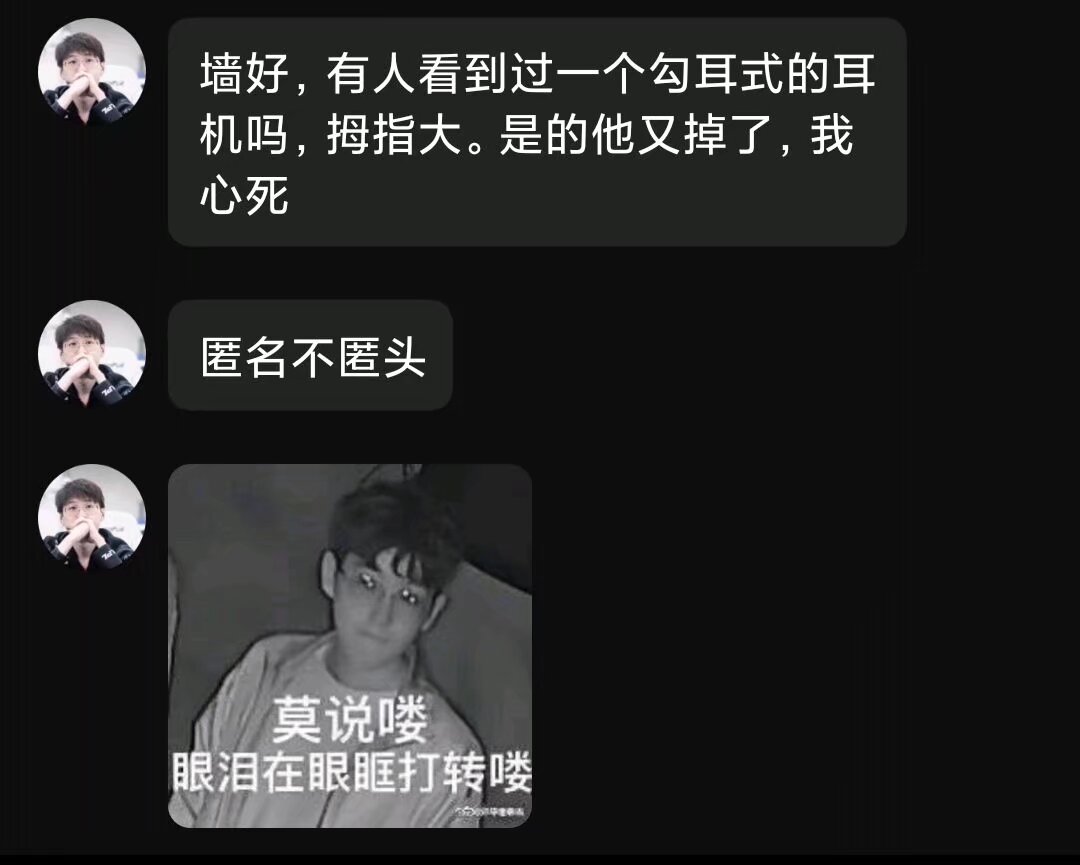 墙好，有人看到过一个勾耳式的耳
机吗，拇指大。是的他又掉了，我
心死
匿名不匿头
莫说喽
眼泪在眼眶打转喽